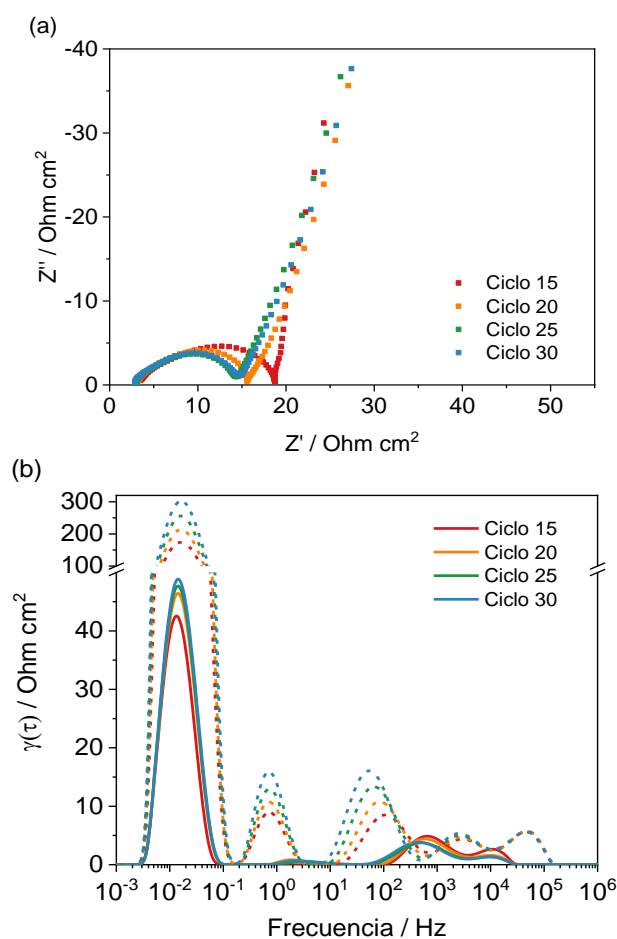 (a)
-40
-30
-20
-10
0
Z'' / Ohm cm²
0 10 20 30 40 50
Z' / Ohm cm²
Ciclo 15
Ciclo 20
Ciclo 25
Ciclo 30
(b)
300
200
100
40
30
20
10
0
γ(τ) / Ohm cm²
10⁻³ 10⁻² 10⁻¹ 10⁰ 10¹ 10² 10³ 10⁴ 10⁵ 10⁶
Frecuencia / Hz
Ciclo 15
Ciclo 20
Ciclo 25
Ciclo 30